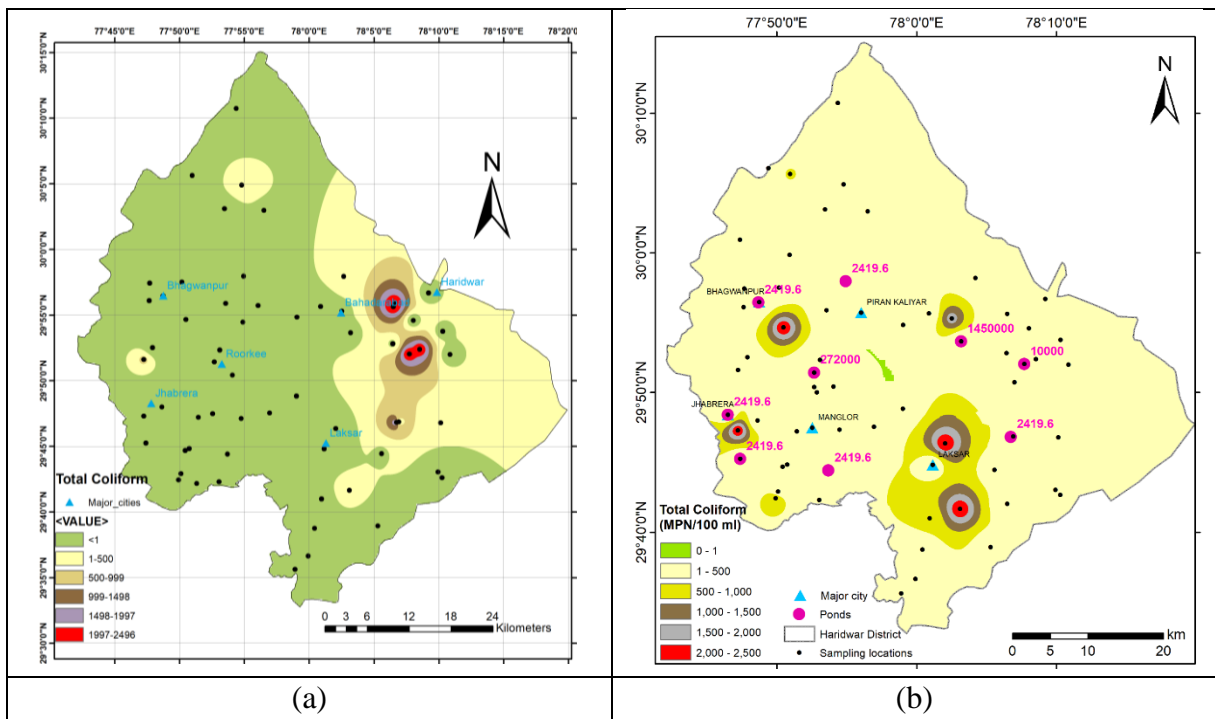 77°45'0"E 77°50'0"E 77°55'0"E 78°0'0"E 78°5'0"E 78°10'0"E 78°15'0"E 78°20'0"E
30°15'0"N
30°10'0"N
30°5'0"N
30°0'0"N
29°55'0"N
29°50'0"N
29°45'0"N
29°40'0"N
29°35'0"N
29°30'0"N
N
Haridwar
Bhagwanpur
Roorkee
Jhabrera
Laksar
Total Coliform
Major_cities
<VALUE>
<1
1-500
500-999
999-1498
1498-1997
1997-2496
0 3 6 12 18 24
Kilometers
(a)
77°50'0"E 78°0'0"E 78°10'0"E
30°10'0"N
30°0'0"N
29°50'0"N
29°40'0"N
N
2419.6
BHAGWANPUR 2419.6
PIRAN KALIYAR
1450000
10000
272000
JHABRERA 2419.6
MANGLOR
2419.6
2419.6
2419.6
LAKSAR
Total Coliform
(MPN/100 ml)
0 - 1
1 - 500
500 - 1,000
1,000 - 1,500
1,500 - 2,000
2,000 - 2,500
Major city
Ponds
Haridwar District
Sampling locations
km
0 5 10 20
(b)